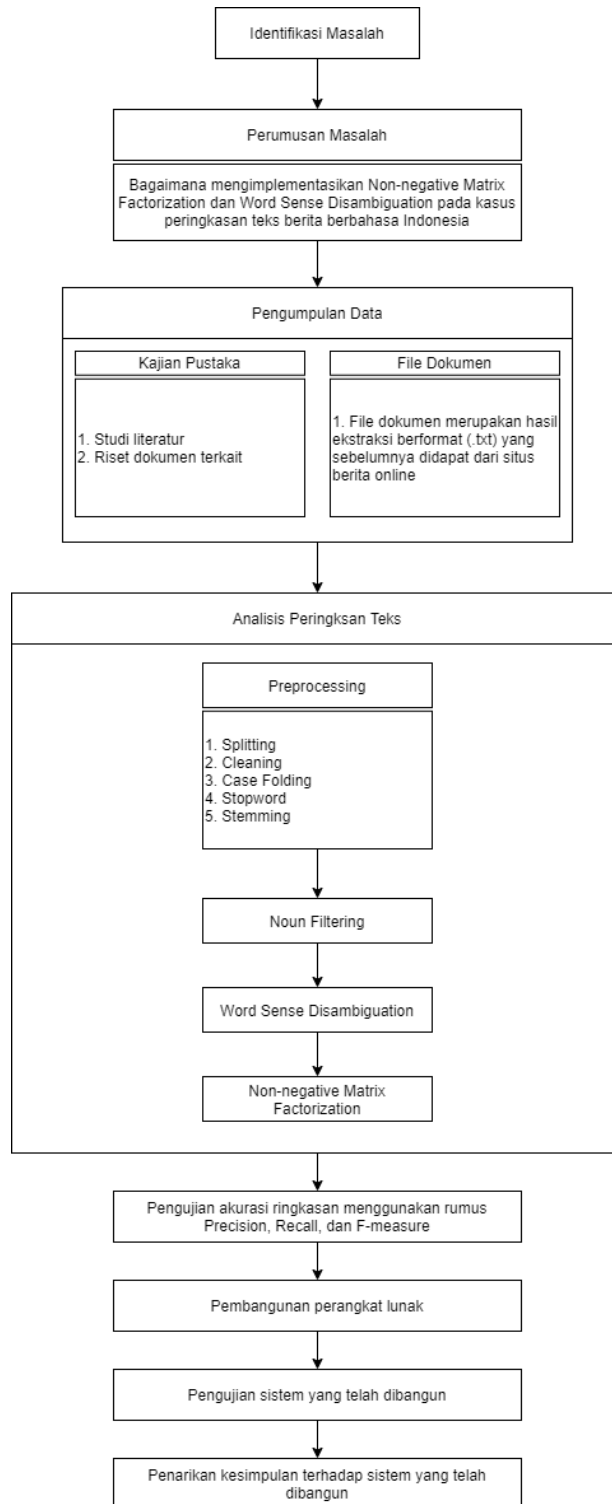 Identifikasi Masalah
Perumusan Masalah
Bagaimana mengimplementasikan Non-negative Matrix
Factorization dan Word Sense Disambiguation pada kasus
peringkasan teks berita berbahasa Indonesia
Pengumpulan Data
Kajian Pustaka
1. Studi literatur
2. Riset dokumen terkait
File Dokumen
1. File dokumen merupakan hasil
ekstraksi berformat (.txt) yang
sebelumnya didapat dari situs
berita online
Analisis Peringksan Teks
Preprocessing
1. Splitting
2. Cleaning
3. Case Folding
4. Stopword
5. Stemming
Noun Filtering
Word Sense Disambiguation
Non-negative Matrix
Factorization
Pengujian akurasi ringkasan menggunakan rumus
Precision, Recall, dan F-measure
Pembangunan perangkat lunak
Pengujian sistem yang telah dibangun
Penarikan kesimpulan terhadap sistem yang telah
dibangun